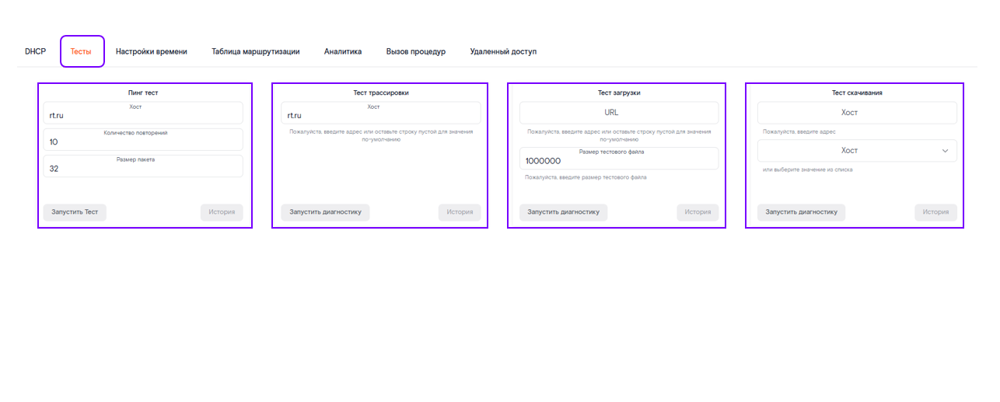 DHCP Тесты Настройки времени Таблица маршрутизации Аналитика Вызов процедур Удаленный доступ
Пинг тест
Хост
rt.ru
Количество повторений
10
Размер пакета
32
Запустить Тест История
Тест трассировки
Хост
rt.ru
Пожалуйста, введите адрес или оставьте строку пустой для значения
по-умолчанию
Запустить диагностику История
Тест загрузки
URL
Пожалуйста, введите адрес или оставьте строку пустой для значения
по-умолчанию
Размер тестового файла
1000000
Пожалуйста, введите размер тестового файла
Запустить диагностику История
Тест скачивания
Хост
Пожалуйста, введите адрес
Хост
или выберите значение из списка
Запустить диагностику История